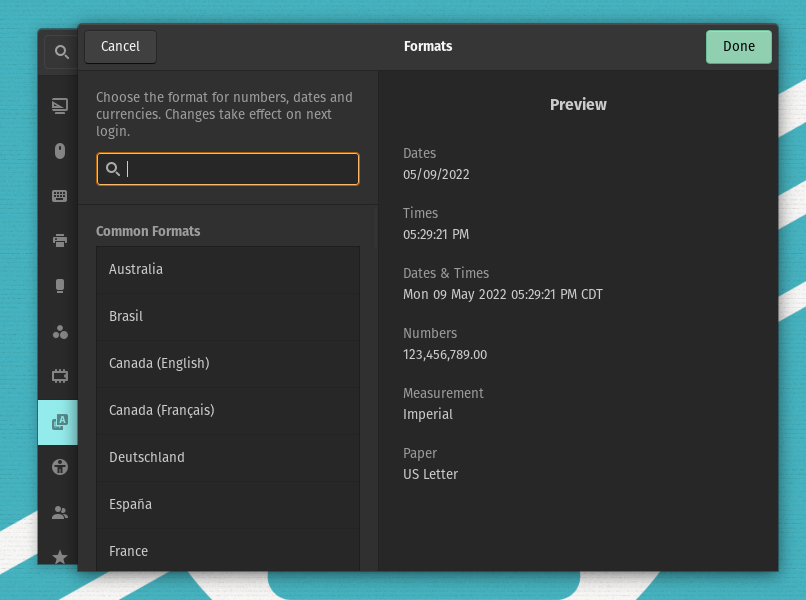 Cancel
Formats
Done
Choose the format for numbers, dates and
currencies. Changes take effect on next
login.
Common Formats
Australia
Brasil
Canada (English)
Canada (Français)
Deutschland
España
France
Preview
Dates
05/09/2022
Times
05:29:21 PM
Dates & Times
Mon 09 May 2022 05:29:21 PM CDT
Numbers
123,456,789.00
Measurement
Imperial
Paper
US Letter